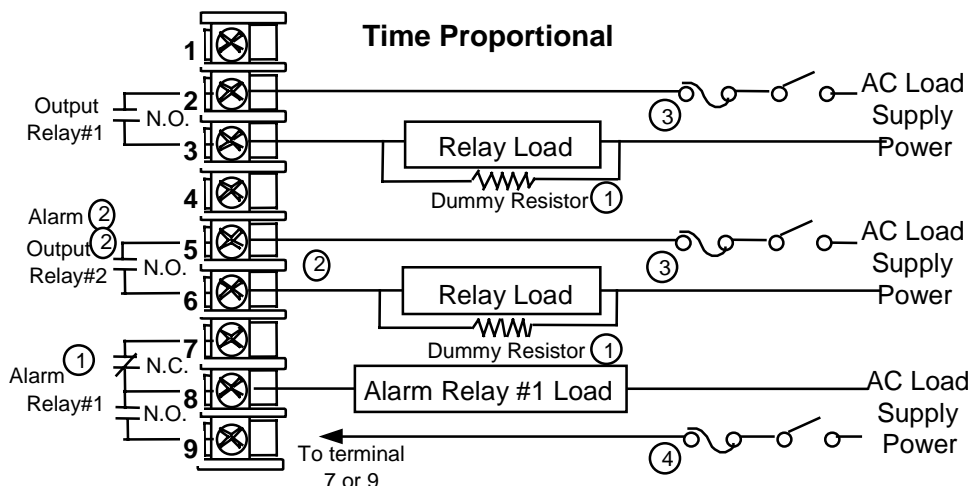 Time Proportional
1
2
3
4
5
6
7
8
9
Output
Relay#1
N.O.
3
AC Load
Supply
Power
Relay Load
Dummy Resistor 1
Alarm 2
Output 2
Relay#2
N.O.
2
3
AC Load
Supply
Power
Relay Load
Dummy Resistor 1
Alarm 1
Relay#1
N.C.
N.O.
Alarm Relay #1 Load
AC Load
Supply
Power
To terminal
7 or 9
4